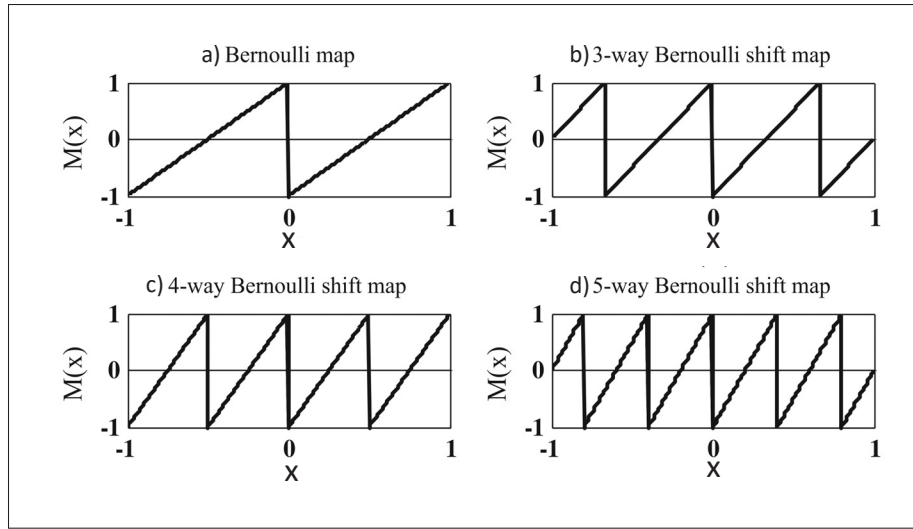 a) Bernoulli map
1
0
-1
M(x)
-1
0
1
X
b) 3-way Bernoulli shift map
1
0
-1
M(x)
-1
0
1
X
c) 4-way Bernoulli shift map
1
0
-1
M(x)
-1
0
1
X
d) 5-way Bernoulli shift map
1
0
-1
M(x)
-1
0
1
X